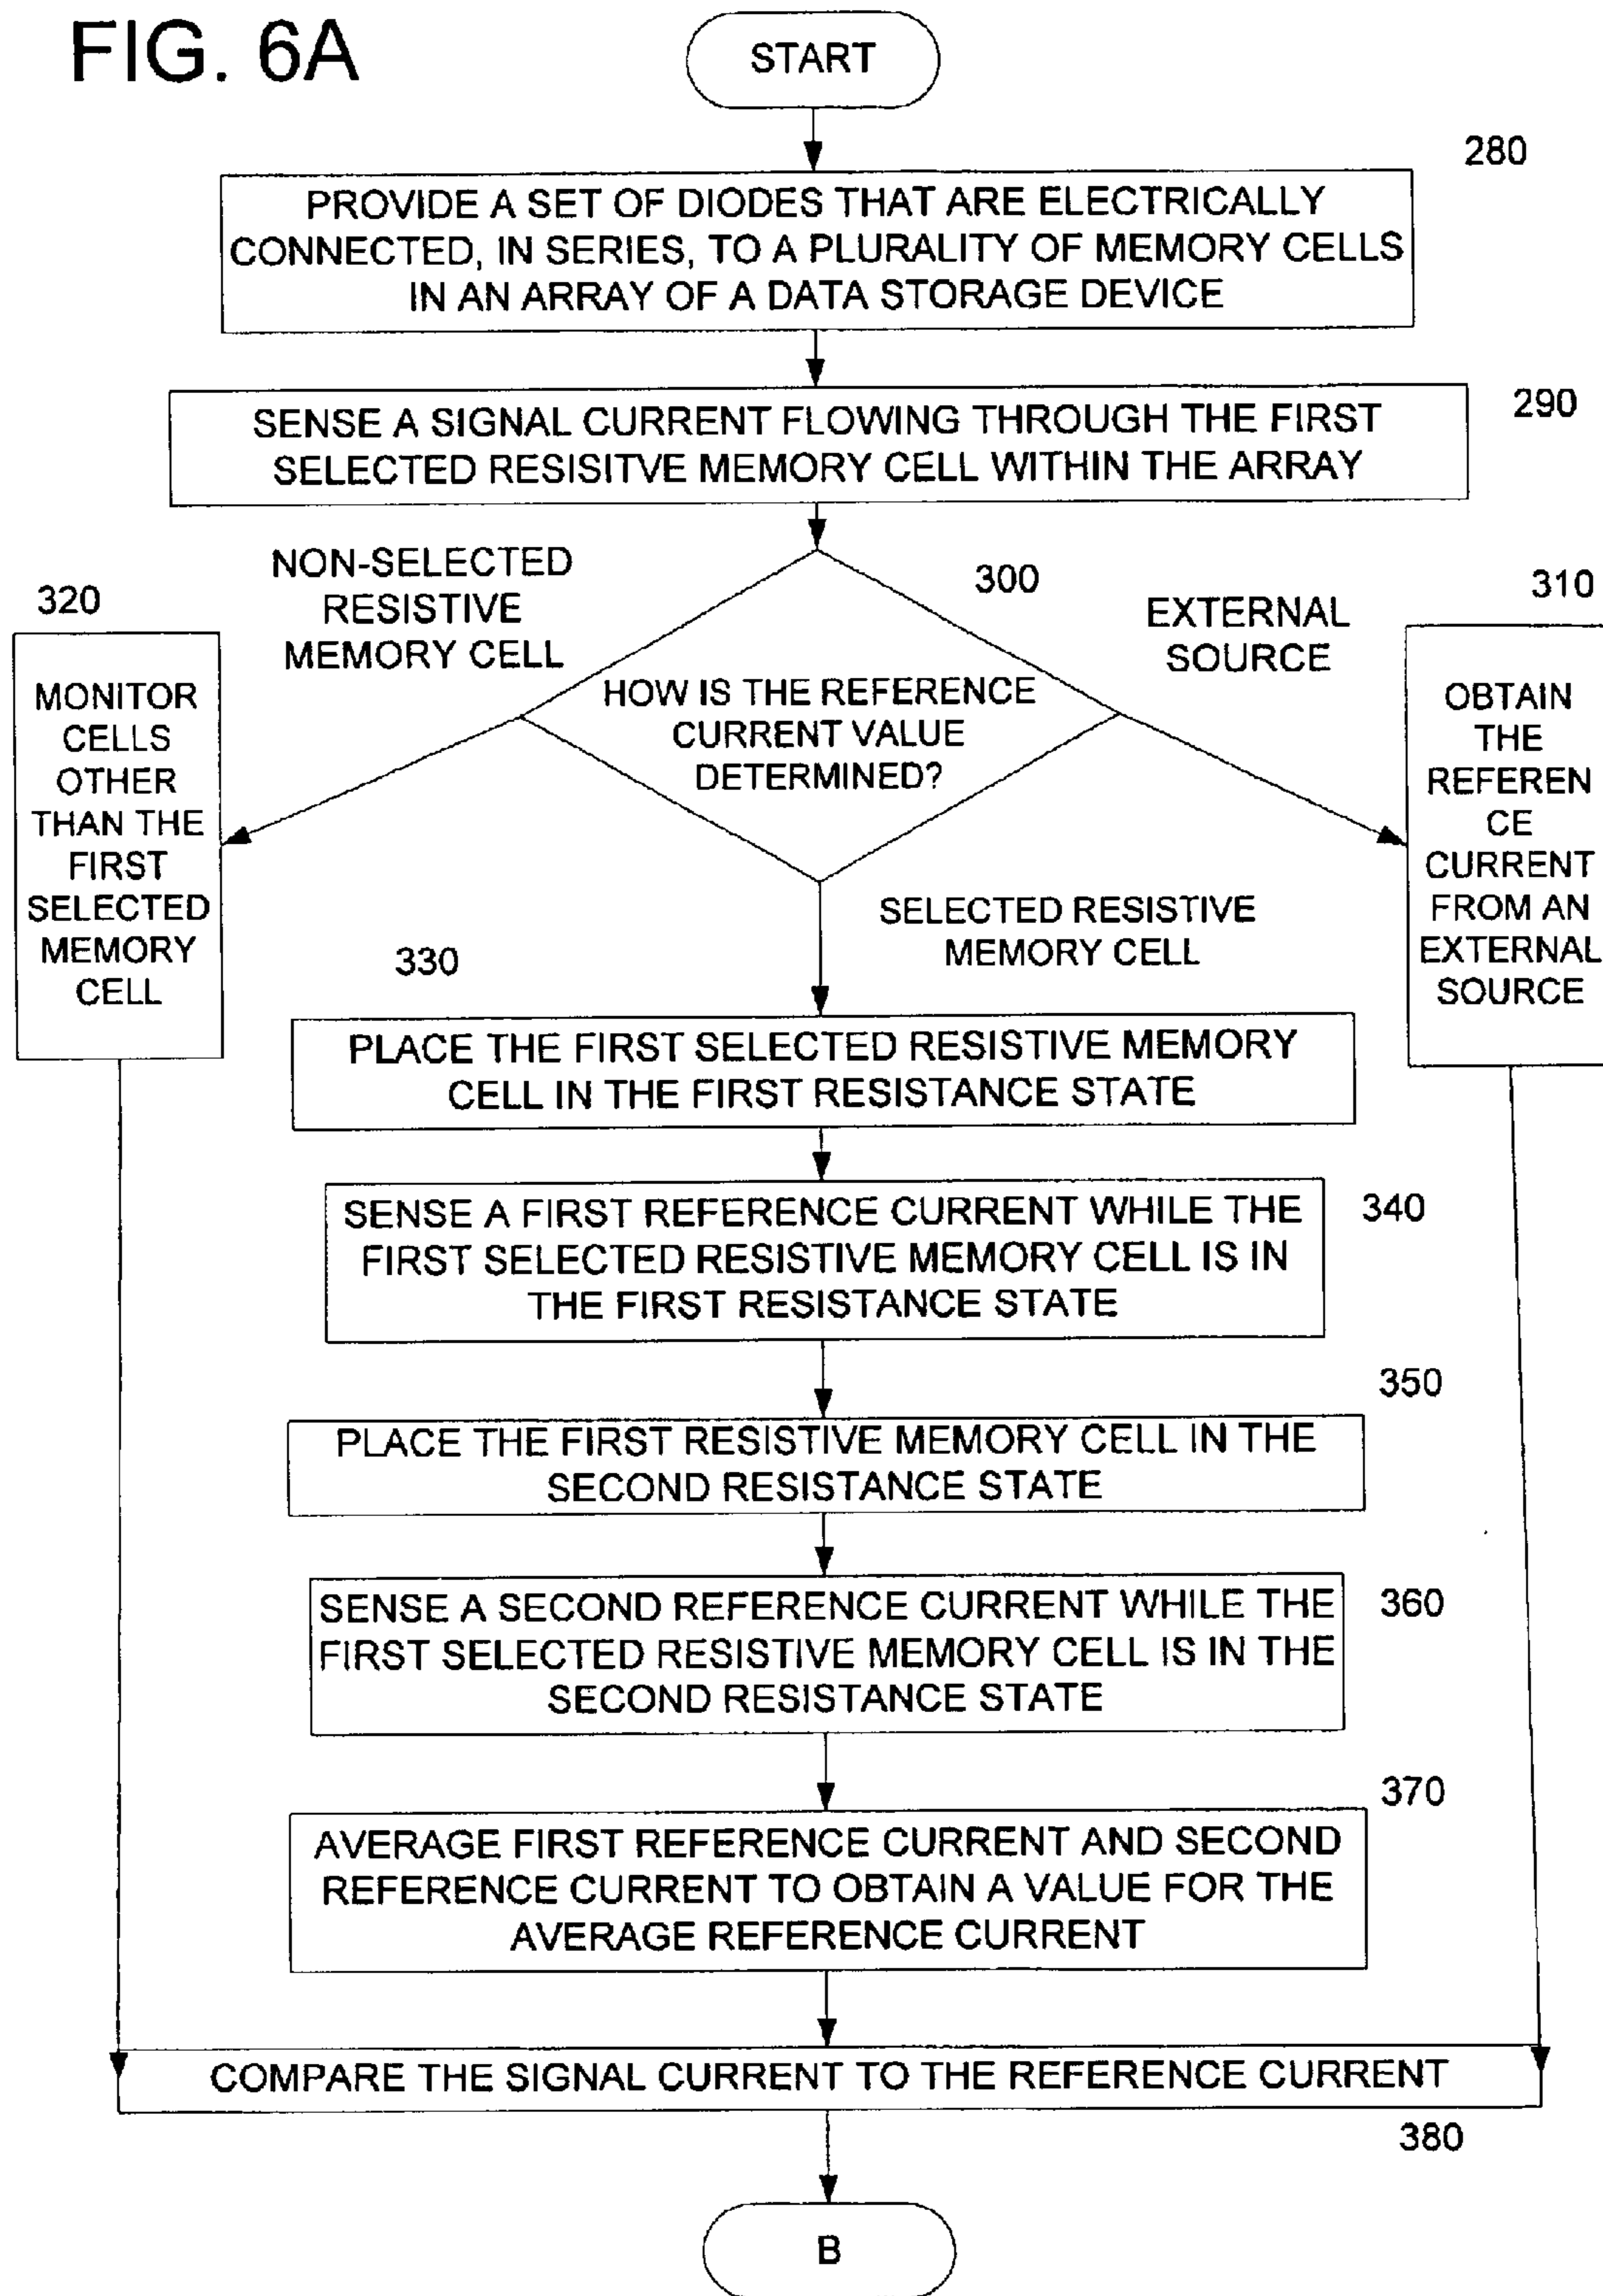 FIG. 6A
START
280
PROVIDE A SET OF DIODES THAT ARE ELECTRICALLY
CONNECTED, IN SERIES, TO A PLURALITY OF MEMORY CELLS
IN AN ARRAY OF A DATA STORAGE DEVICE
290
SENSE A SIGNAL CURRENT FLOWING THROUGH THE FIRST
SELECTED RESISITVE MEMORY CELL WITHIN THE ARRAY
NON-SELECTED
RESISTIVE
MEMORY CELL
300
EXTERNAL
SOURCE
310
320
HOW IS THE REFERENCE
CURRENT VALUE
DETERMINED?
MONITOR
CELLS
OTHER
THAN THE
FIRST
SELECTED
MEMORY
CELL
OBTAIN
THE
REFEREN
CE
CURRENT
FROM AN
EXTERNAL
SOURCE
SELECTED RESISTIVE
MEMORY CELL
330
PLACE THE FIRST SELECTED RESISTIVE MEMORY
CELL IN THE FIRST RESISTANCE STATE
340
SENSE A FIRST REFERENCE CURRENT WHILE THE
FIRST SELECTED RESISTIVE MEMORY CELL IS IN
THE FIRST RESISTANCE STATE
350
PLACE THE FIRST RESISTIVE MEMORY CELL IN THE
SECOND RESISTANCE STATE
360
SENSE A SECOND REFERENCE CURRENT WHILE THE
FIRST SELECTED RESISTIVE MEMORY CELL IS IN THE
SECOND RESISTANCE STATE
370
AVERAGE FIRST REFERENCE CURRENT AND SECOND
REFERENCE CURRENT TO OBTAIN A VALUE FOR THE
AVERAGE REFERENCE CURRENT
COMPARE THE SIGNAL CURRENT TO THE REFERENCE CURRENT
380
B